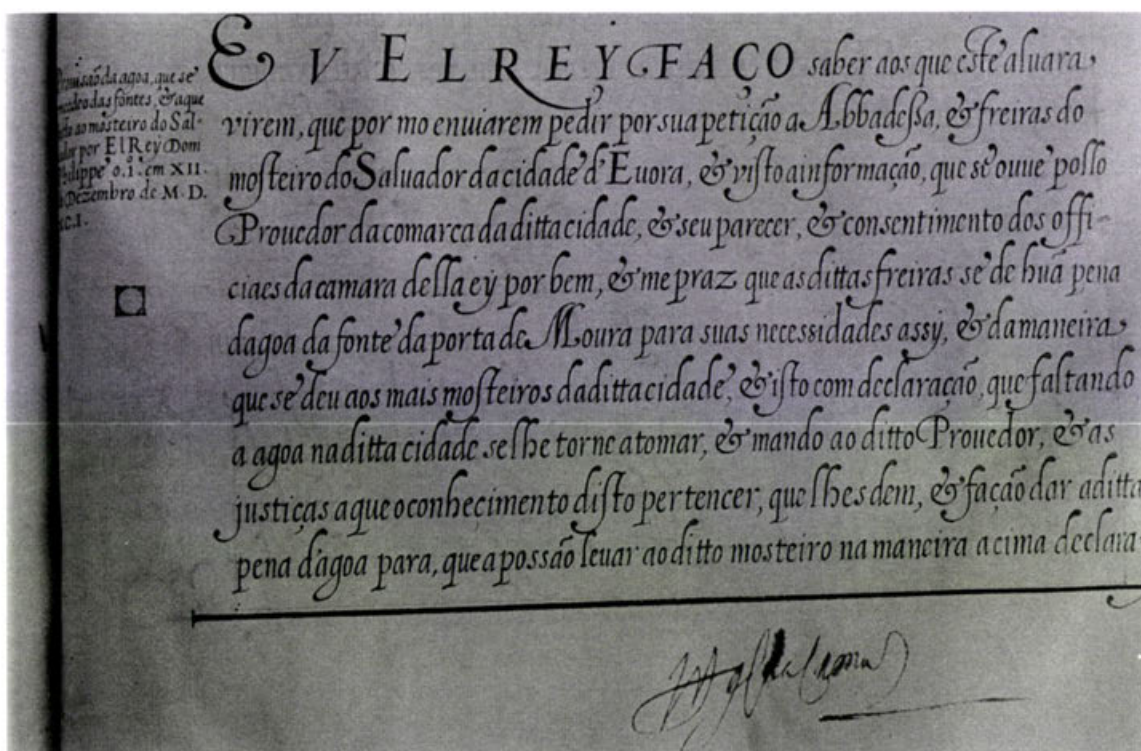 da agoa, que se
das fontes, & a que
ao mosteiro do Sal-
por El Rey Dom
Philippe o .i. em XII.
Dezembro de M. D.
EV EL REY FAÇO saber aos que este aluara
virem, que por mo enuiarem pedir por sua petição a Abbadeſsa, & freiras do
moſteiro do Saluador da cidade d'Euora, & viſto a informação, que se ouue pollo
Prouedor da comarca da ditta cidade, & seu parecer, & consentimento dos offi-
ciaes da camara della ey por bem, & me praz que as dittas freiras se de huã pena
dagoa da fonte da porta de Moura para suas necessidades assy, & da maneira
que se deu aos mais moſteiros da ditta cidade, & iſto com declaração, que faltando
a agoa na ditta cidade se lhe torne a tomar, & mando ao ditto Prouedor, & as
justiças a que o conhecimento diſto pertencer, que lhes dem, & fação dar a ditta
pena d'agoa para, que a possão leuar ao ditto mosteiro na maneira a cima declara-